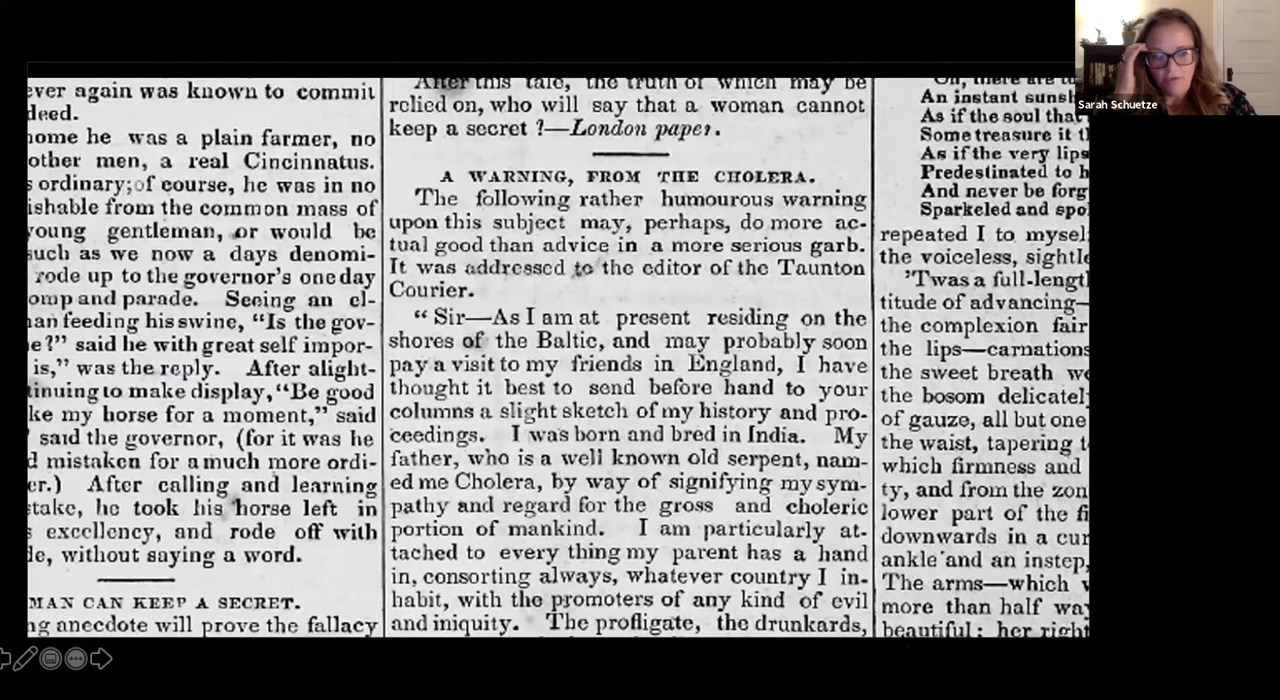 ever again was known to commit
deed.
home he was a plain farmer, no
other men, a real Cincinnatus.
s ordinary; of course, he was in no
ishable from the common mass of
young gentleman, or would be
such as we now a days denomi-
rode up to the governor's one day
omp and parade. Seeing an el-
nan feeding his swine, "Is the gov-
e?" said he with great self impor-
is," was the reply. After alight-
tinuing to make display, "Be good
ke my horse for a moment," said
" said the governor, (for it was he
d mistaken for a much more ordi-
er.) After calling and learning
stake, he took his horse left in
s excellency, and rode off with
de, without saying a word.
MAN CAN KEEP A SECRET.
ng anecdote will prove the fallacy
After this tale, the truth of which may be
relied on, who will say that a woman cannot
keep a secret ?—London paper.
A WARNING, FROM THE CHOLERA.
The following rather humourous warning
upon this subject may, perhaps, do more ac-
tual good than advice in a more serious garb.
It was addressed to the editor of the Taunton
Courier.
" Sir—As I am at present residing on the
shores of the Baltic, and may probably soon
pay a visit to my friends in England, I have
thought it best to send before hand to your
columns a slight sketch of my history and pro-
ceedings. I was born and bred in India. My
father, who is a well known old serpent, nam-
ed me Cholera, by way of signifying my sym-
pathy and regard for the gross and choleric
portion of mankind. I am particularly at-
tached to every thing my parent has a hand
in, consorting always, whatever country I in-
habit, with the promoters of any kind of evil
and iniquity. The profligate, the drunkards,
Oh, there are to
An instant sunsh
As if the soul that
Some treasure it th
As if the very lips
Predestinated to h
And never be forg
Sparkeled and spo
repeated I to mysel
the voiceless, sightle
'Twas a full-lengt
titude of advancing—
the complexion fair
the lips—carnations
the sweet breath we
the bosom delicatel
of gauze, all but one
the waist, tapering t
which firmness and
ty, and from the zon
lower part of the fi
downwards in a cur
ankle and an instep,
The arms—which w
more than half way
beautiful; her right
Sarah Schuetze